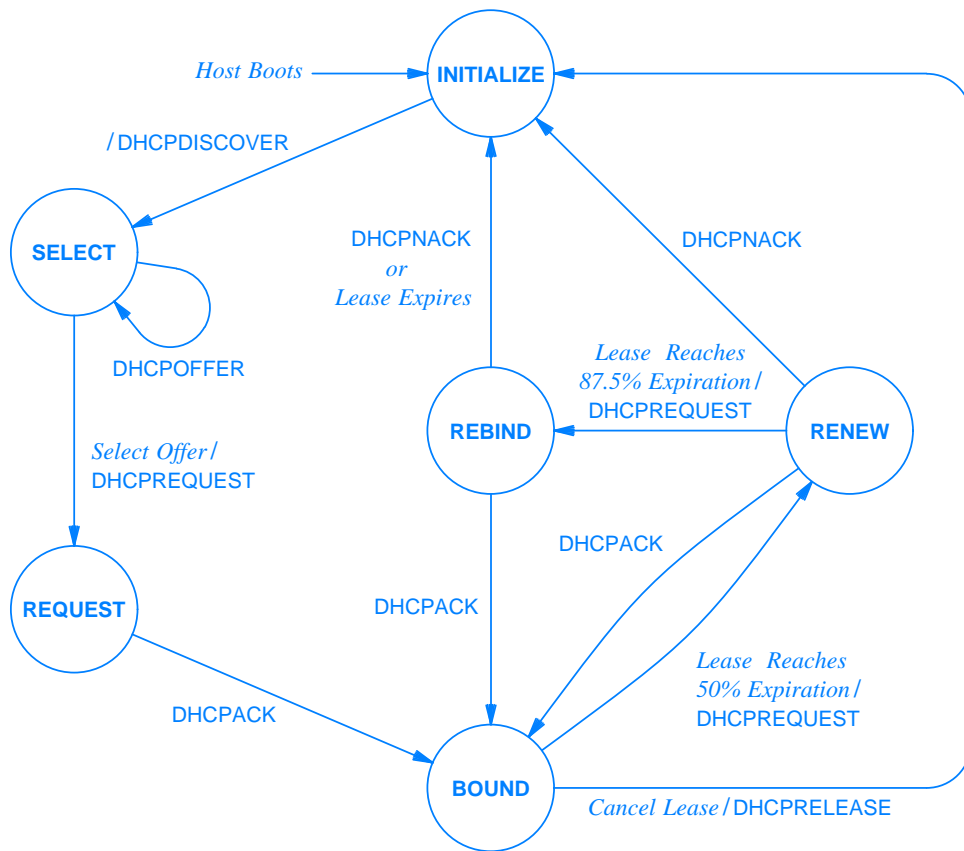 Host Boots
INITIALIZE
/ DHCPDISCOVER
SELECT
DHCPNACK
or
Lease Expires
DHCPNACK
DHCPOFFER
Lease Reaches
87.5% Expiration /
DHCPREQUEST
REBIND
RENEW
Select Offer /
DHCPREQUEST
DHCPACK
DHCPACK
REQUEST
Lease Reaches
50% Expiration /
DHCPREQUEST
DHCPACK
BOUND
Cancel Lease / DHCPRELEASE